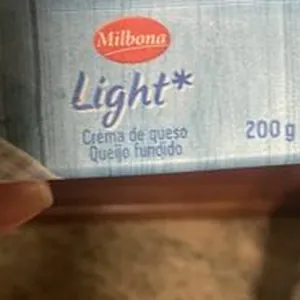 Milbona
Light*
Crema de queso
Queijo fundido
200 g